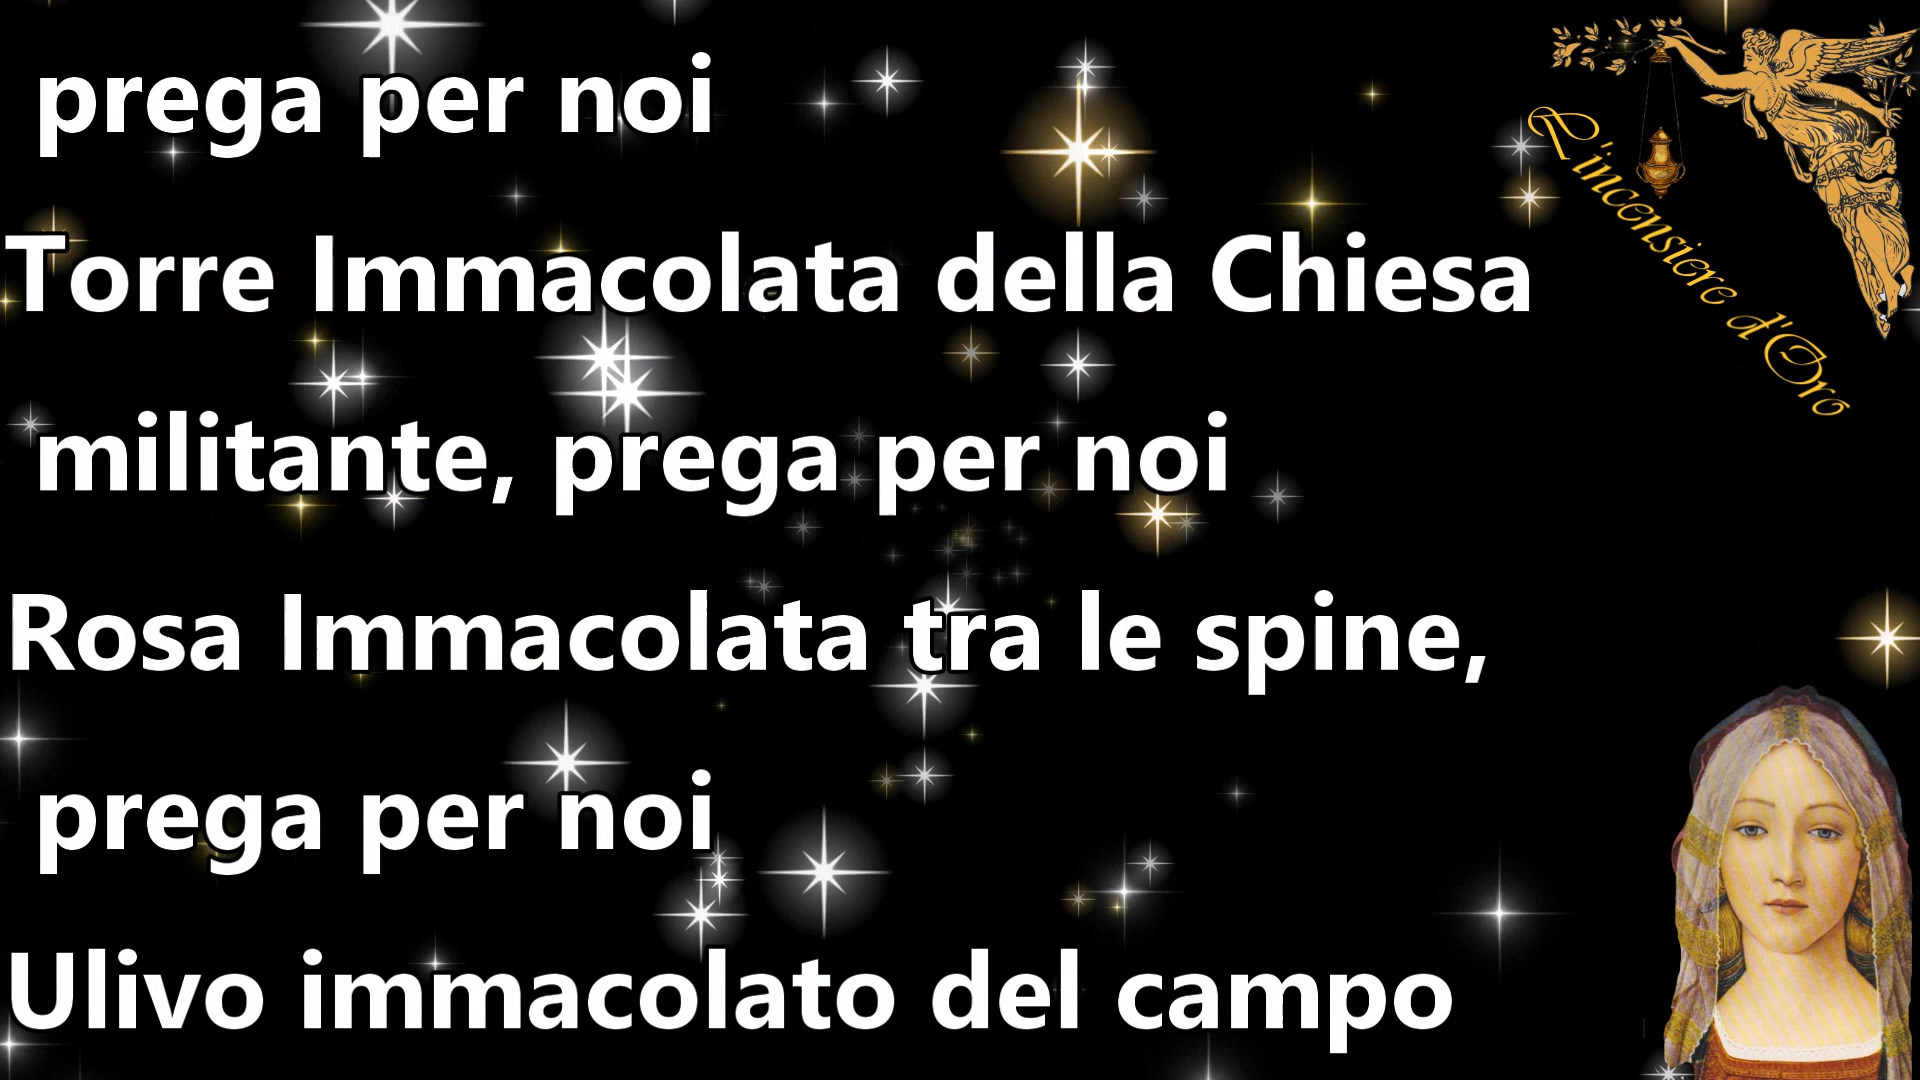 prega per noi
Torre Immacolata della Chiesa
militante, prega per noi
Rosa Immacolata tra le spine,
prega per noi
Ulivo immacolato del campo
L'incensiere d'Oro